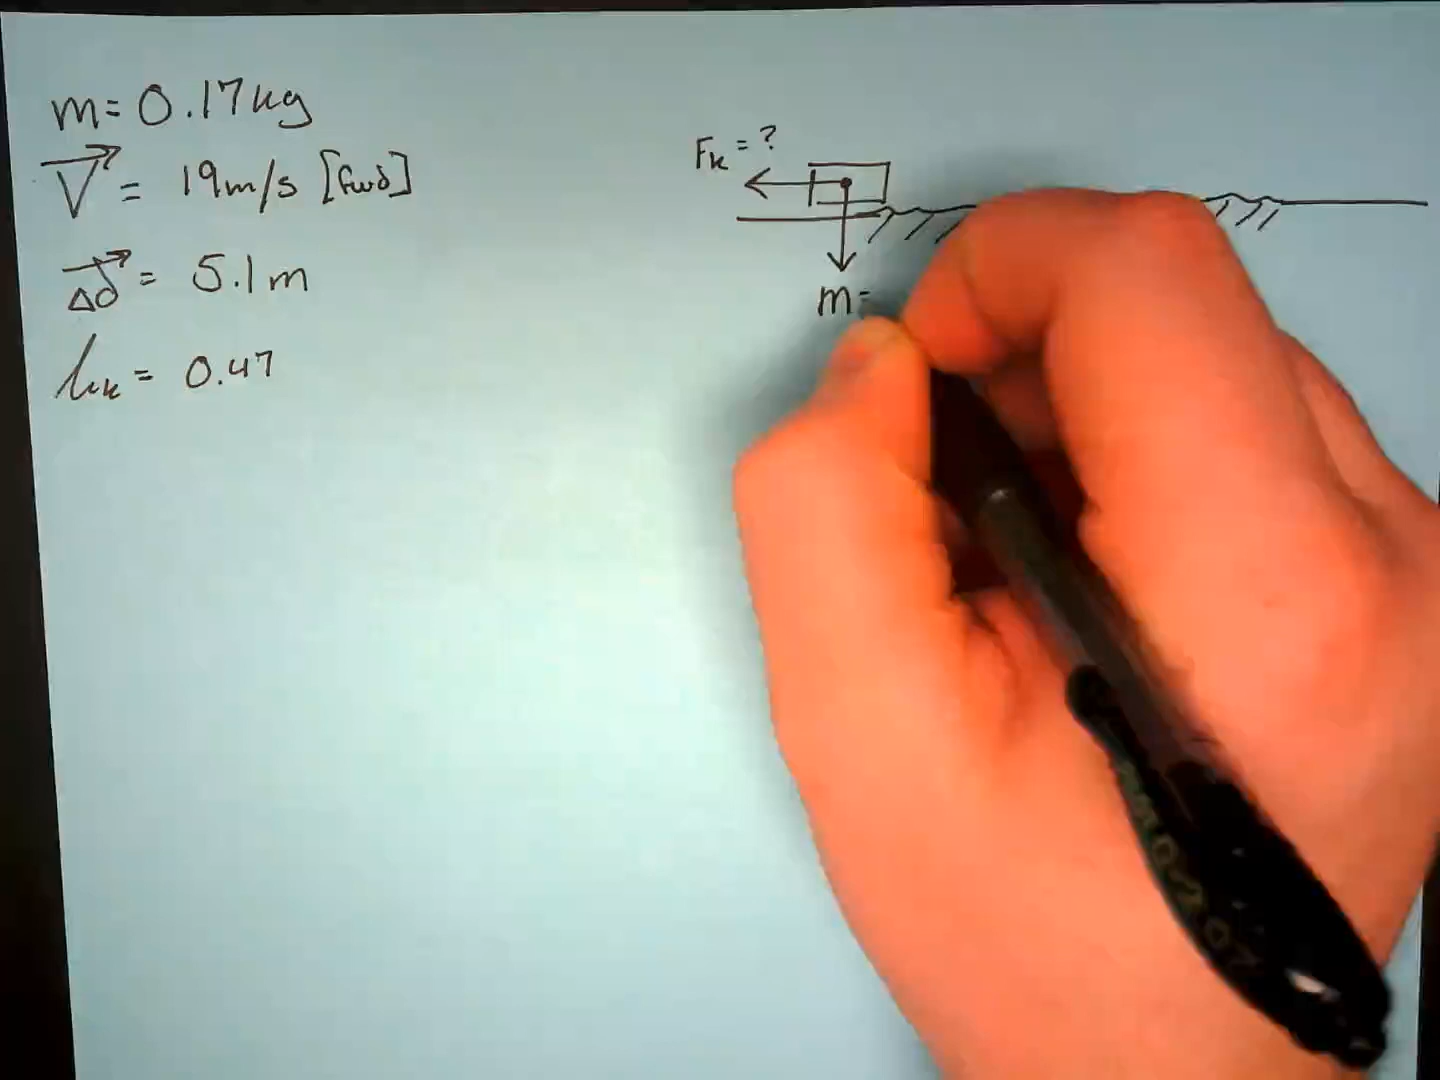 m = 0.17kg
V = 19m/s [fwd]
Δd = 5.1m
μk = 0.47
Fk = ?
m =